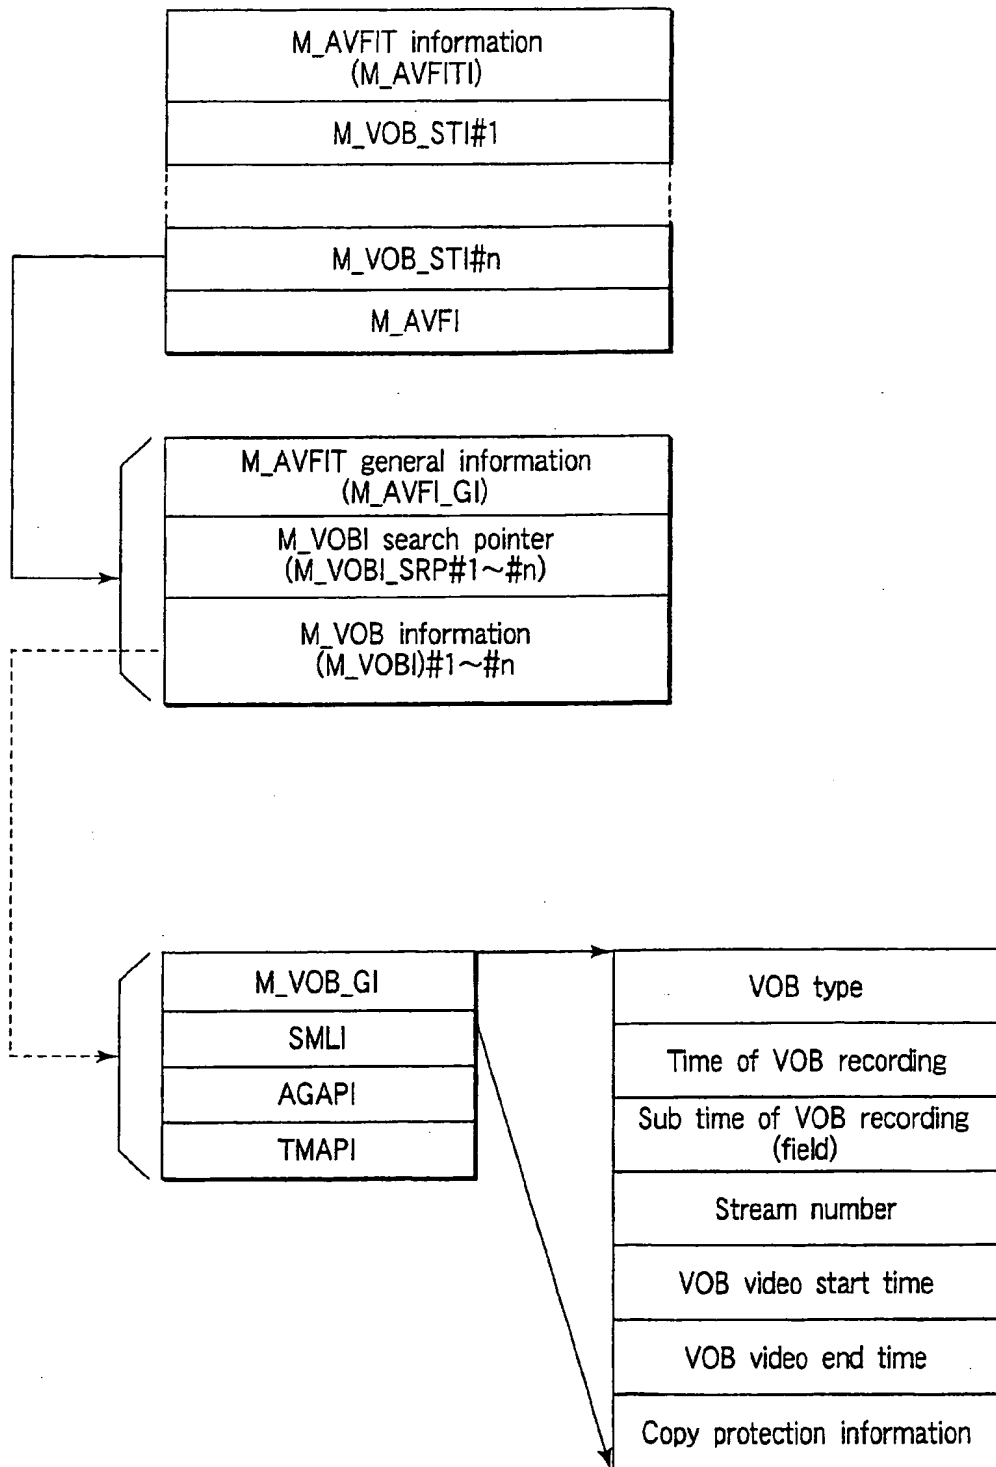 M_AVFIT information
(M_AVFITI)
M_VOB_STI#1
M_VOB_STI#n
M_AVFI
M_AVFIT general information
(M_AVFI_GI)
M_VOBI search pointer
(M_VOBI_SRP#1~#n)
M_VOB information
(M_VOBI)#1~#n
M_VOB_GI
SMLI
AGAPI
TMAPI
VOB type
Time of VOB recording
Sub time of VOB recording
(field)
Stream number
VOB video start time
VOB video end time
Copy protection information